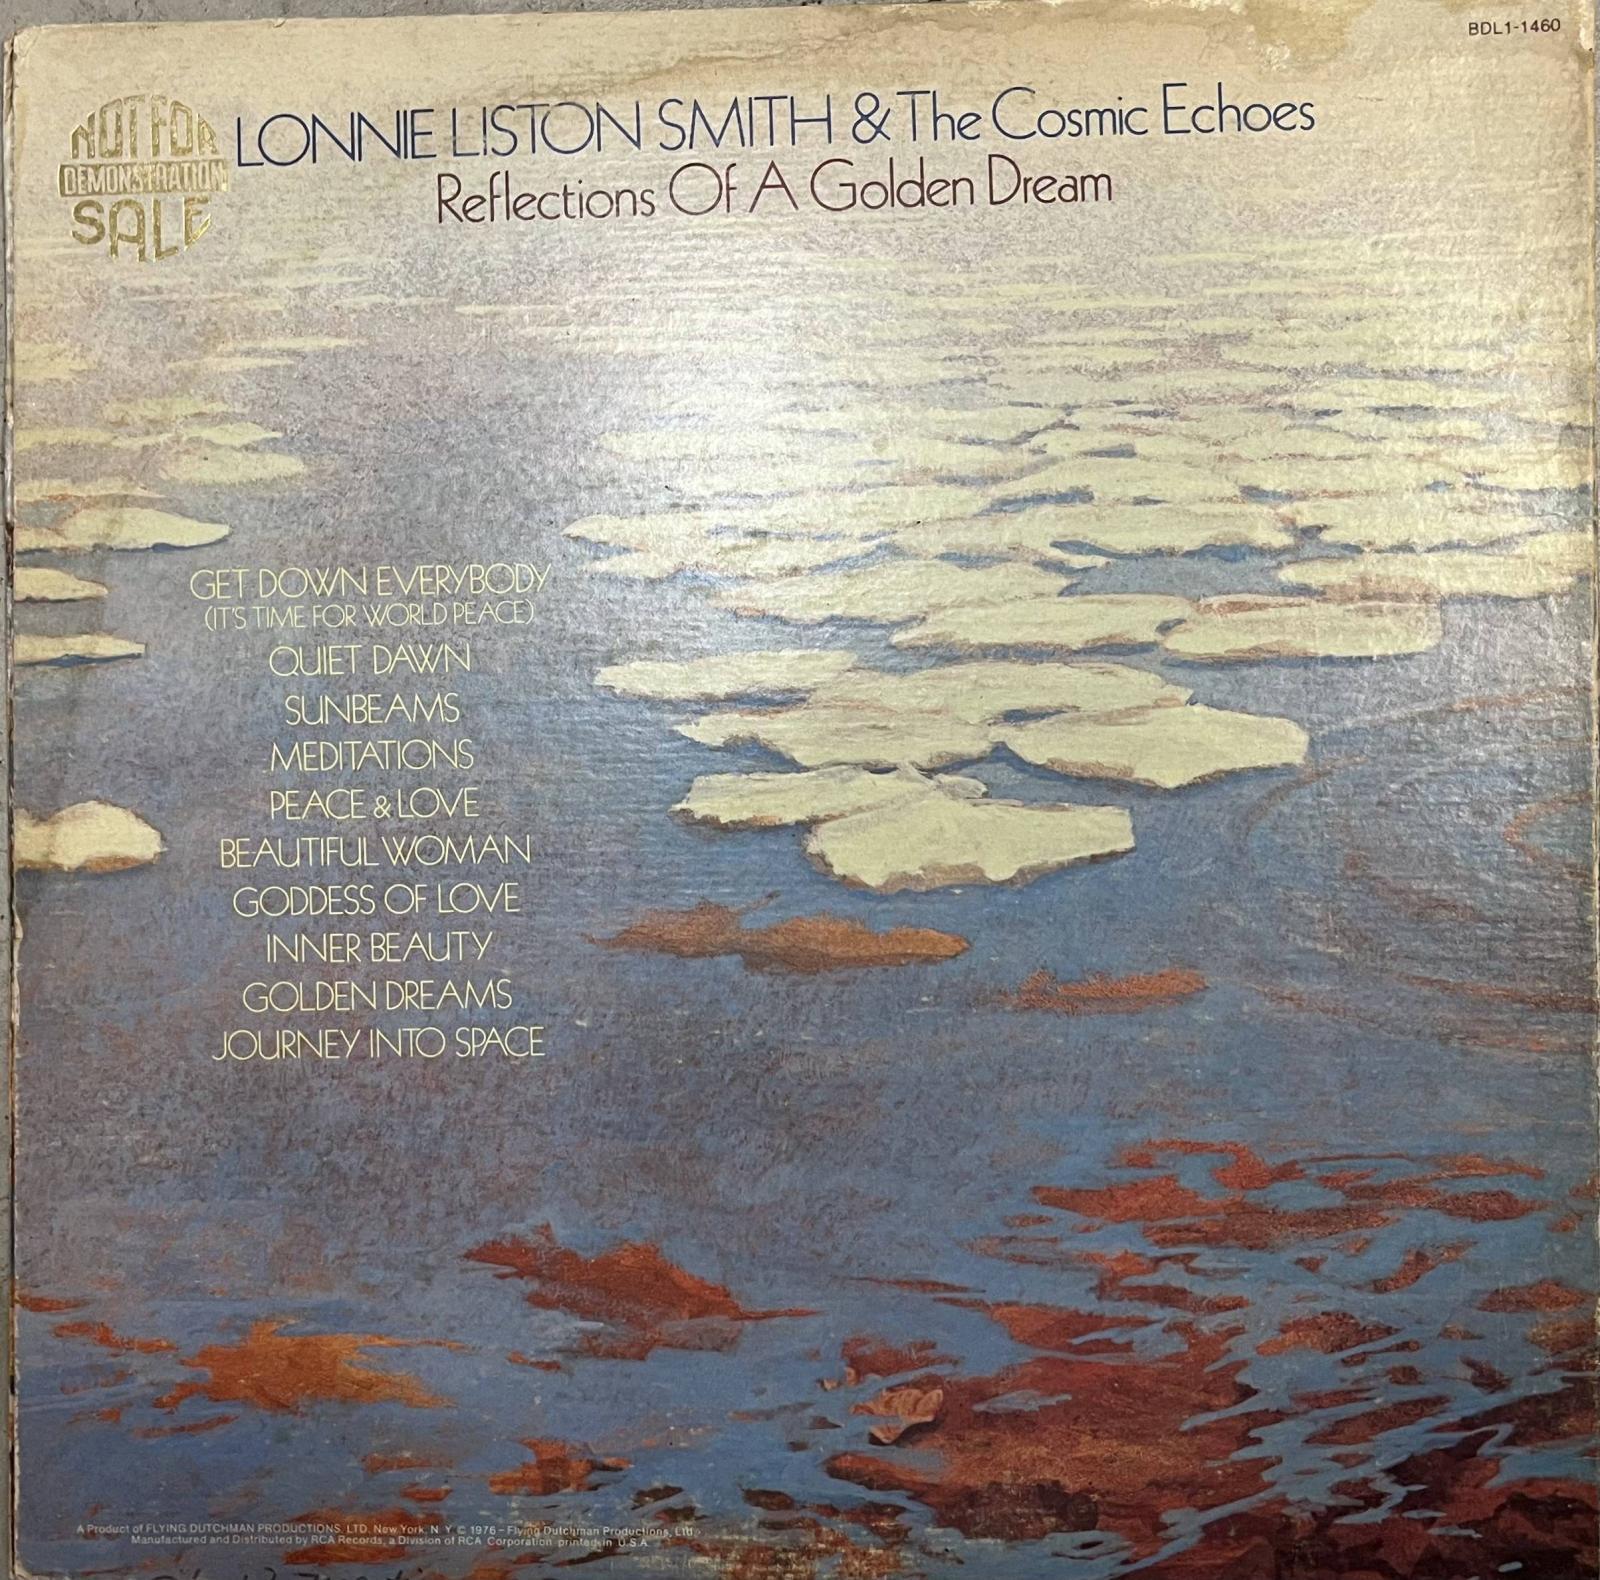 BDL1-1460
NOT FOR
DEMONSTRATION
SALE
LONNIE LISTON SMITH & The Cosmic Echoes
Reflections Of A Golden Dream
GET DOWN EVERYBODY
(IT'S TIME FOR WORLD PEACE)
QUIET DAWN
SUNBEAMS
MEDITATIONS
PEACE & LOVE
BEAUTIFUL WOMAN
GODDESS OF LOVE
INNER BEAUTY
GOLDEN DREAMS
JOURNEY INTO SPACE
A Product of FLYING DUTCHMAN PRODUCTIONS, LTD. New York, N.Y. © 1976 – Flying Dutchman Productions, Ltd.
Manufactured and Distributed by RCA Records, a Division of RCA Corporation printed in U.S.A.